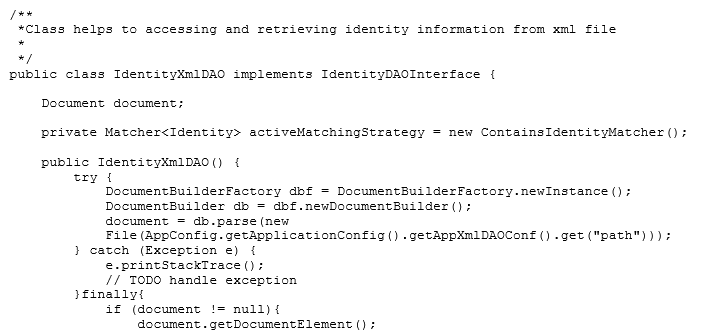 /**
 *Class helps to accessing and retrieving identity information from xml file
 *
 */
public class IdentityXmlDAO implements IdentityDAOInterface {
    Document document;
    private Matcher<Identity> activeMatchingStrategy = new ContainsIdentityMatcher();
    public IdentityXmlDAO() {
        try {
            DocumentBuilderFactory dbf = DocumentBuilderFactory.newInstance();
            DocumentBuilder db = dbf.newDocumentBuilder();
            document = db.parse(new
            File(AppConfig.getApplicationConfig().getAppXmlDAOConf().get("path")));
        } catch (Exception e) {
            e.printStackTrace();
            // TODO handle exception
        }finally{
            if (document != null){
                document.getDocumentElement();